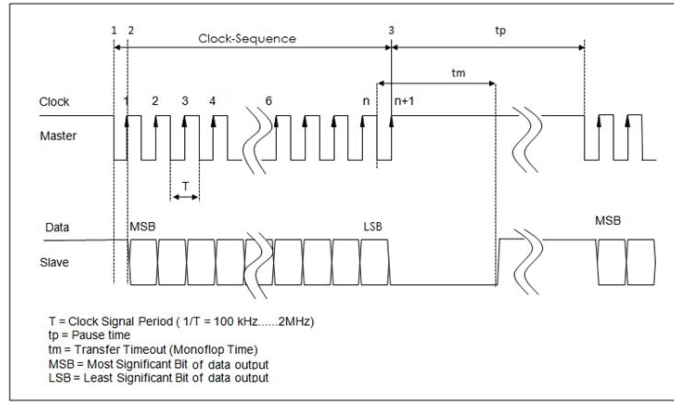 1 2 3
Clock-Sequence tp
tm
Clock 1 2 3 4 6 n n+1
Master
T
Data MSB LSB MSB
Slave
T = Clock Signal Period ( 1/T = 100 kHz......2MHz)
tp = Pause time
tm = Transfer Timeout (Monoflop Time)
MSB = Most Significant Bit of data output
LSB = Least Significant Bit of data output